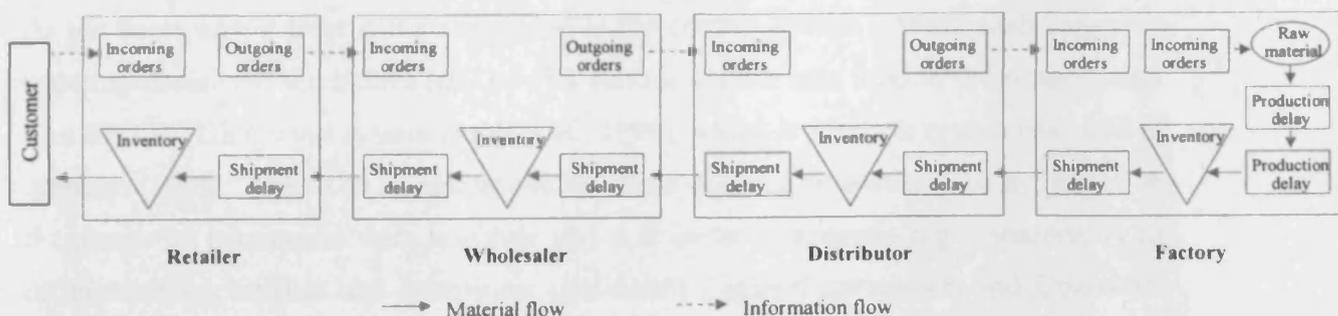 Customer
Incoming
orders
Outgoing
orders
Inventory
Shipment
delay
Retailer
Incoming
orders
Outgoing
orders
Shipment
delay
Inventory
Shipment
delay
Wholesaler
Incoming
orders
Outgoing
orders
Shipment
delay
Inventory
Shipment
delay
Distributor
Incoming
orders
Incoming
orders
Raw
material
Production
delay
Production
delay
Shipment
delay
Inventory
Factory
Material flow
Information flow